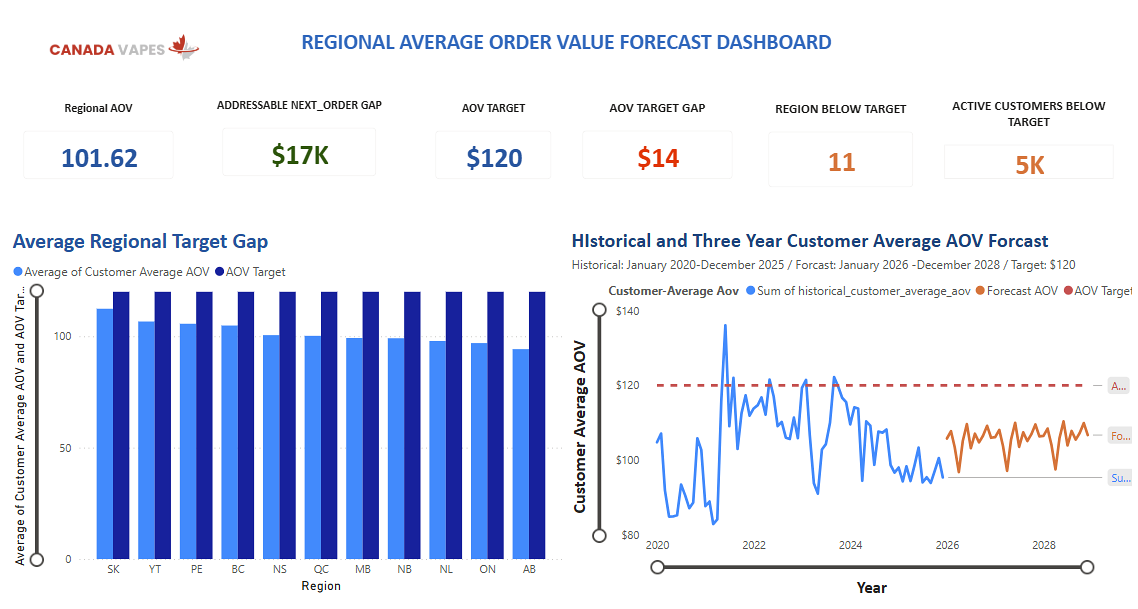 CANADA VAPES
REGIONAL AVERAGE ORDER VALUE FORECAST DASHBOARD
Regional AOV
101.62
ADDRESSABLE NEXT_ORDER GAP
$17K
AOV TARGET
$120
AOV TARGET GAP
$14
REGION BELOW TARGET
11
ACTIVE CUSTOMERS BELOW
TARGET
5K
Average Regional Target Gap
Average of Customer Average AOV AOV Target
Average of Customer Average AOV and AOV Tar...
100
50
0
SK YT PE BC NS QC MB NB NL ON AB
Region
HIstorical and Three Year Customer Average AOV Forcast
Historical: January 2020-December 2025 / Forcast: January 2026 -December 2028 / Target: $120
Customer-Average Aov Sum of historical_customer_average_aov Forecast AOV AOV Target
Customer Average AOV
$140
$120
$100
$80
A...
Fo...
Su...
2020 2022 2024 2026 2028
Year